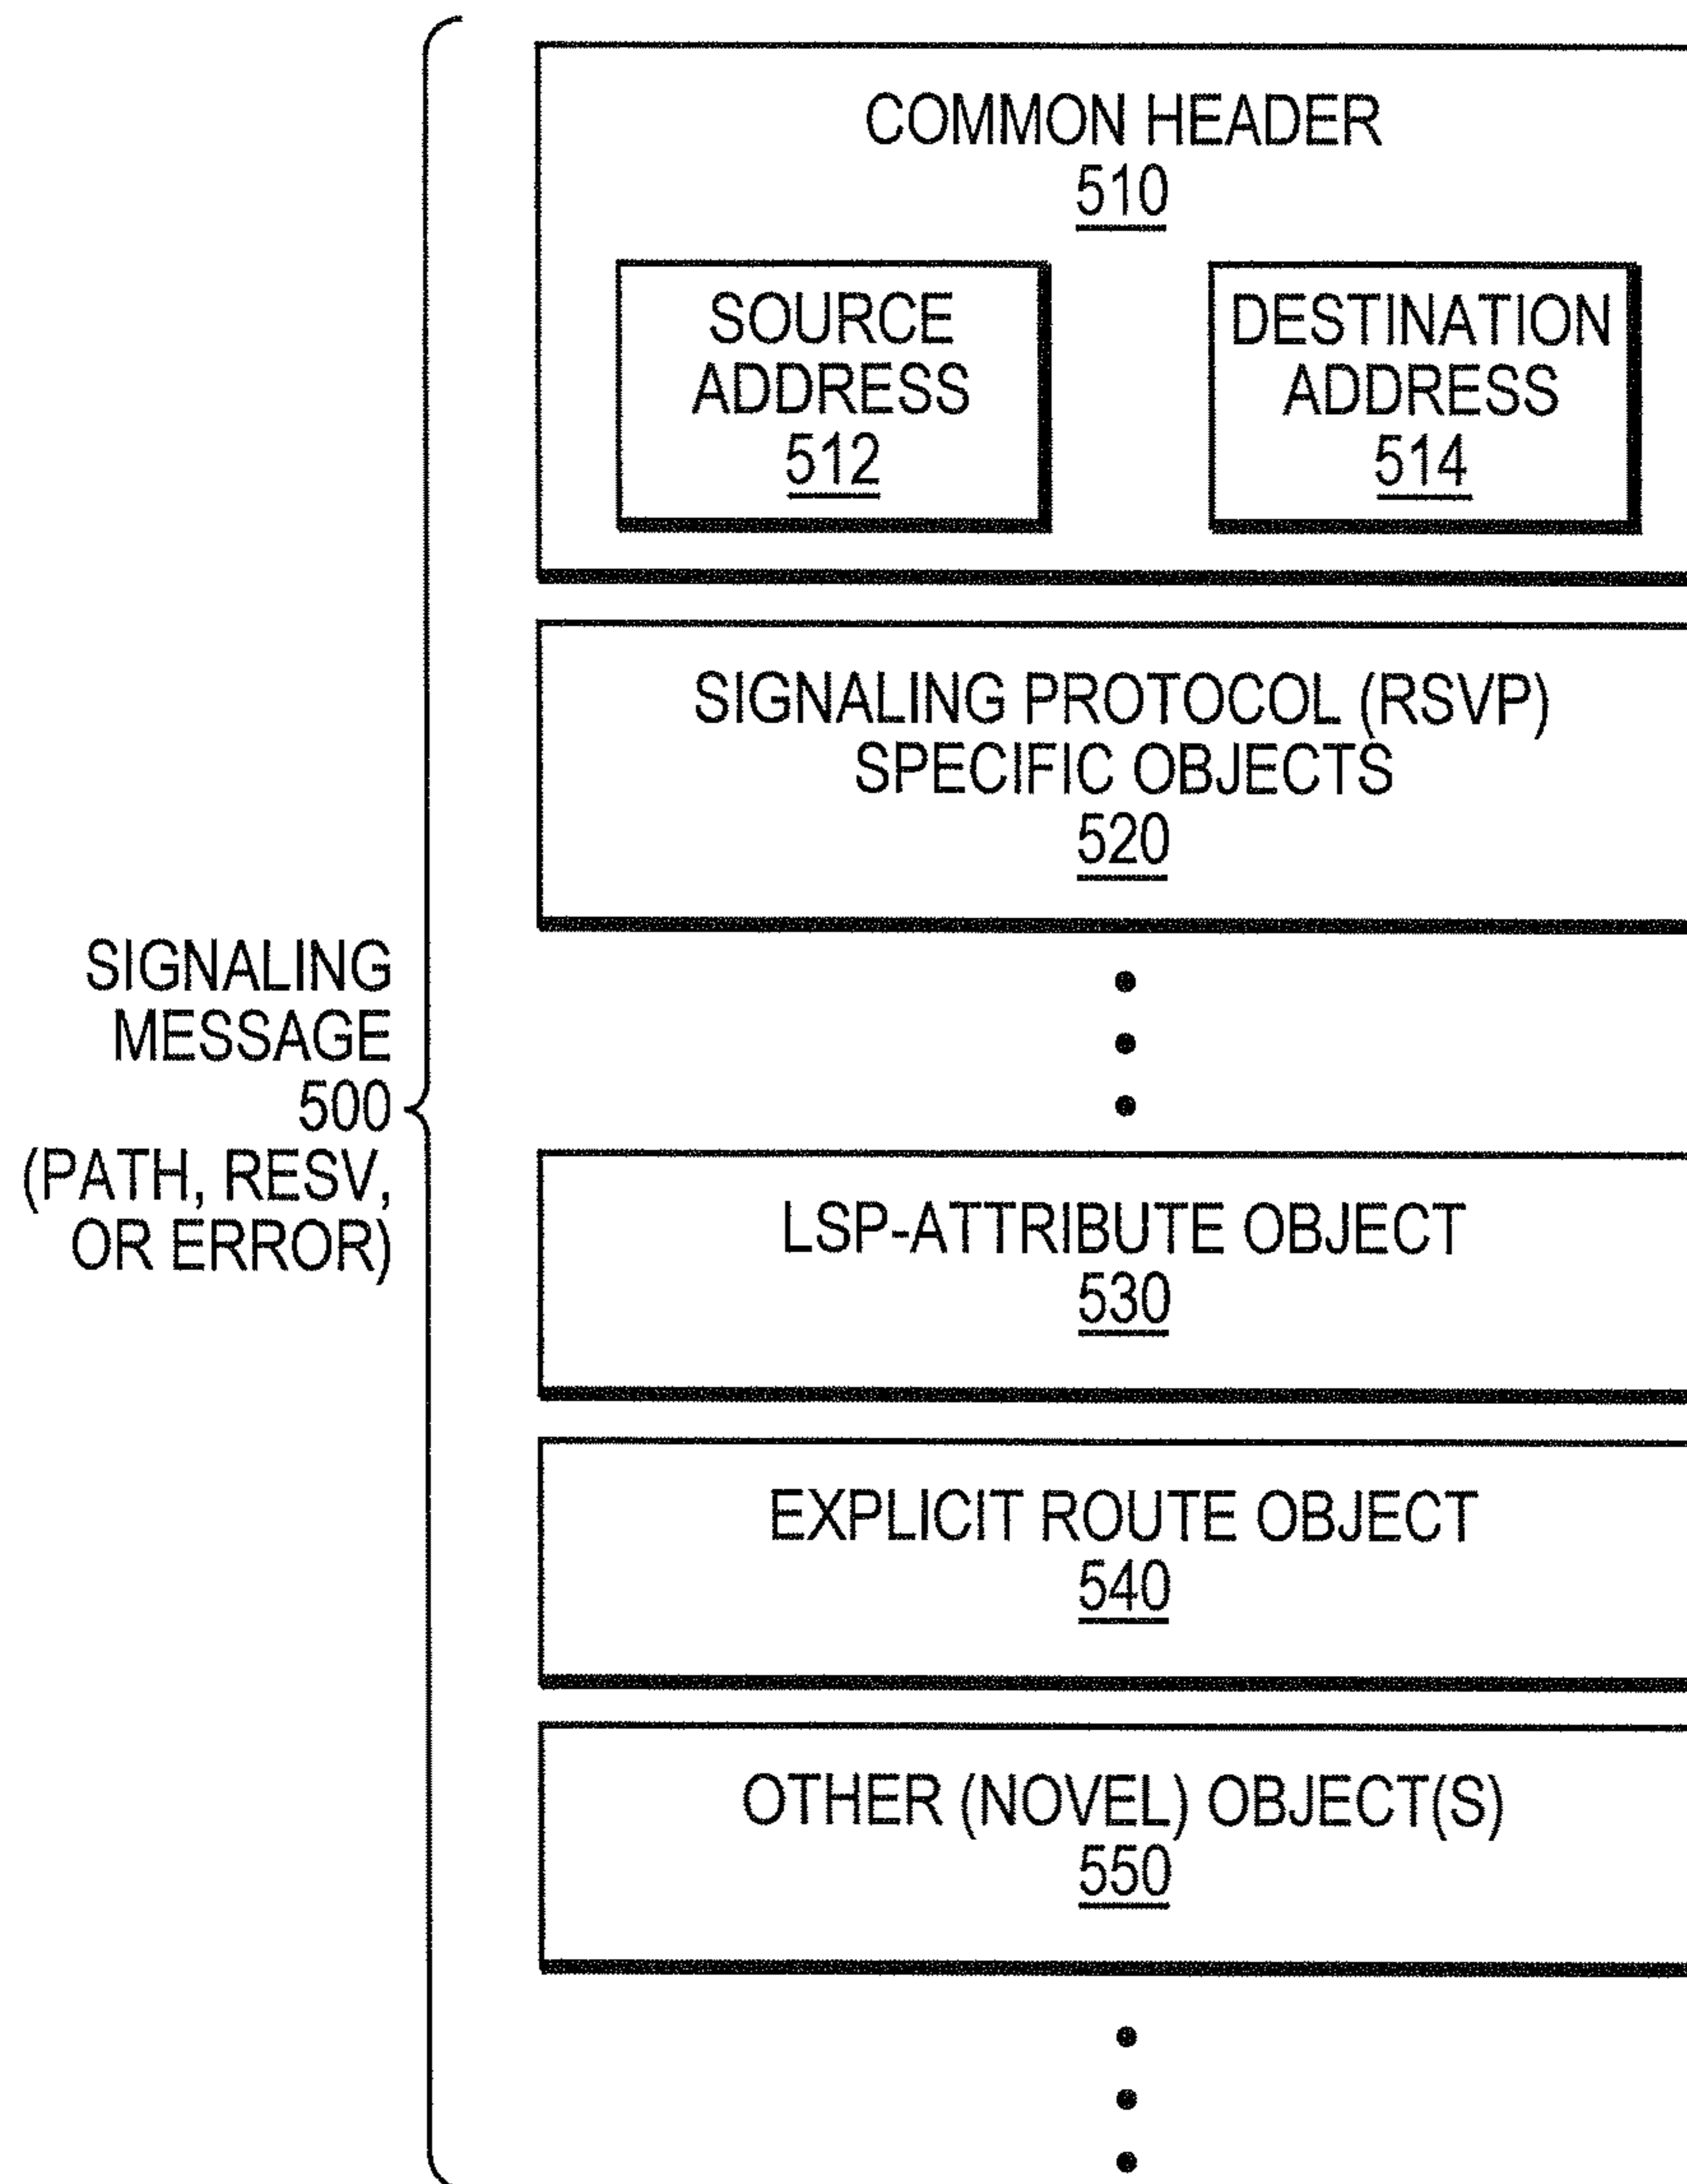 COMMON HEADER
510
SOURCE
ADDRESS
512
DESTINATION
ADDRESS
514
SIGNALING PROTOCOL (RSVP)
SPECIFIC OBJECTS
520
SIGNALING
MESSAGE
500
(PATH, RESV,
OR ERROR)
LSP-ATTRIBUTE OBJECT
530
EXPLICIT ROUTE OBJECT
540
OTHER (NOVEL) OBJECT(S)
550